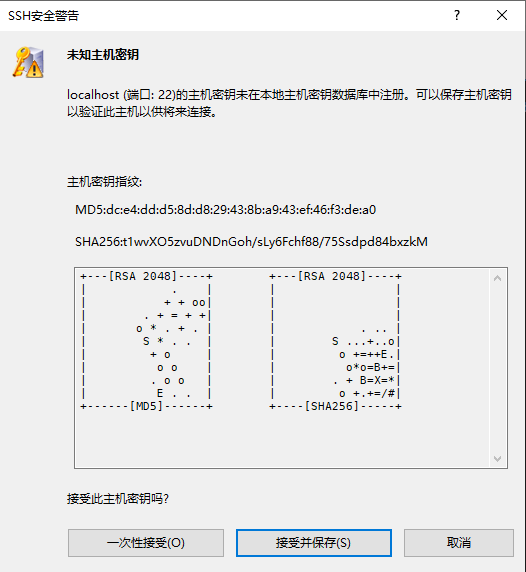 SSH安全警告
未知主机密钥
localhost (端口: 22)的主机密钥未在本地主机密钥数据库中注册。可以保存主机密钥
以验证此主机以供将来连接。
主机密钥指纹:
MD5:dc:e4:dd:d5:8d:d8:29:43:8b:a9:43:ef:46:f3:de:a0
SHA256:t1wvXO5zvuDNDnGoh/sLy6Fchf88/75Ssdpd84bxzkM
+---[RSA 2048]----+        +---[RSA 2048]----+
|            .    |        |                 |
|           + + oo|        |                 |
|        . + = + +|        |                 |
|       o * . + . |        |            . .. |
|        S * . .  |        |        S ...+..o|
|         + o     |        |         o +=++E.|
|          o o    |        |          o*o=B+=|
|         . o o   |        |        . + B=X=*|
|          E . .  |        |         o +.+=/#|
+------[MD5]------+        +----[SHA256]-----+
接受此主机密钥吗?
一次性接受(O)
接受并保存(S)
取消